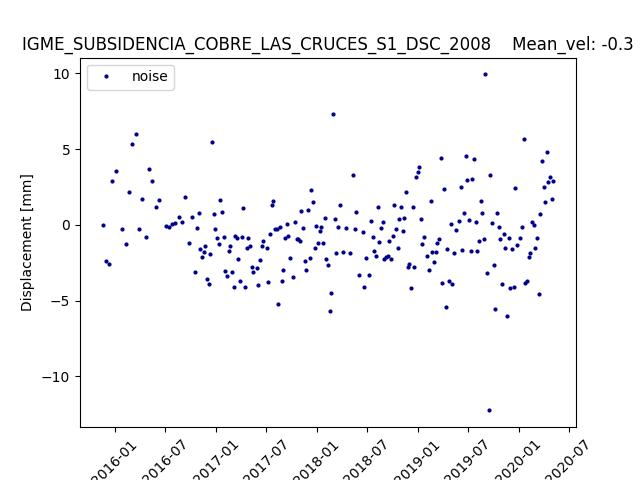 IGME_SUBSIDENCIA_COBRE_LAS_CRUCES_S1_DSC_2008 Mean_vel: -0.3
noise
Displacement [mm]
10
5
0
−5
−10
2016-01 2016-07 2017-01 2017-07 2018-01 2018-07 2019-01 2019-07 2020-01 2020-07